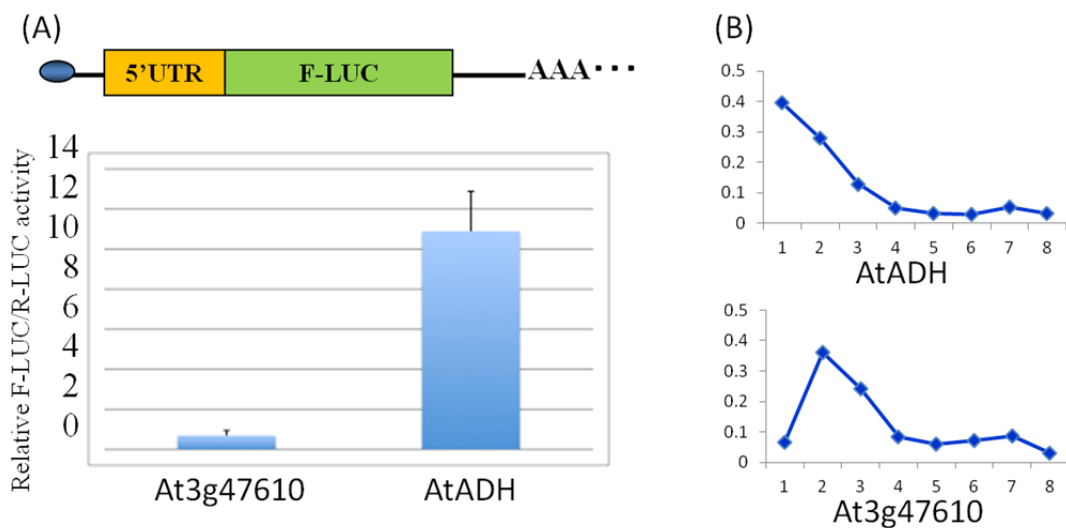 (A)
5'UTR F-LUC AAA...
Relative F-LUC/R-LUC activity
14
12
10
8
6
4
2
0
At3g47610 AtADH
(B)
0.5
0.4
0.3
0.2
0.1
0
1 2 3 4 5 6 7 8
AtADH
0.5
0.4
0.3
0.2
0.1
0
1 2 3 4 5 6 7 8
At3g47610